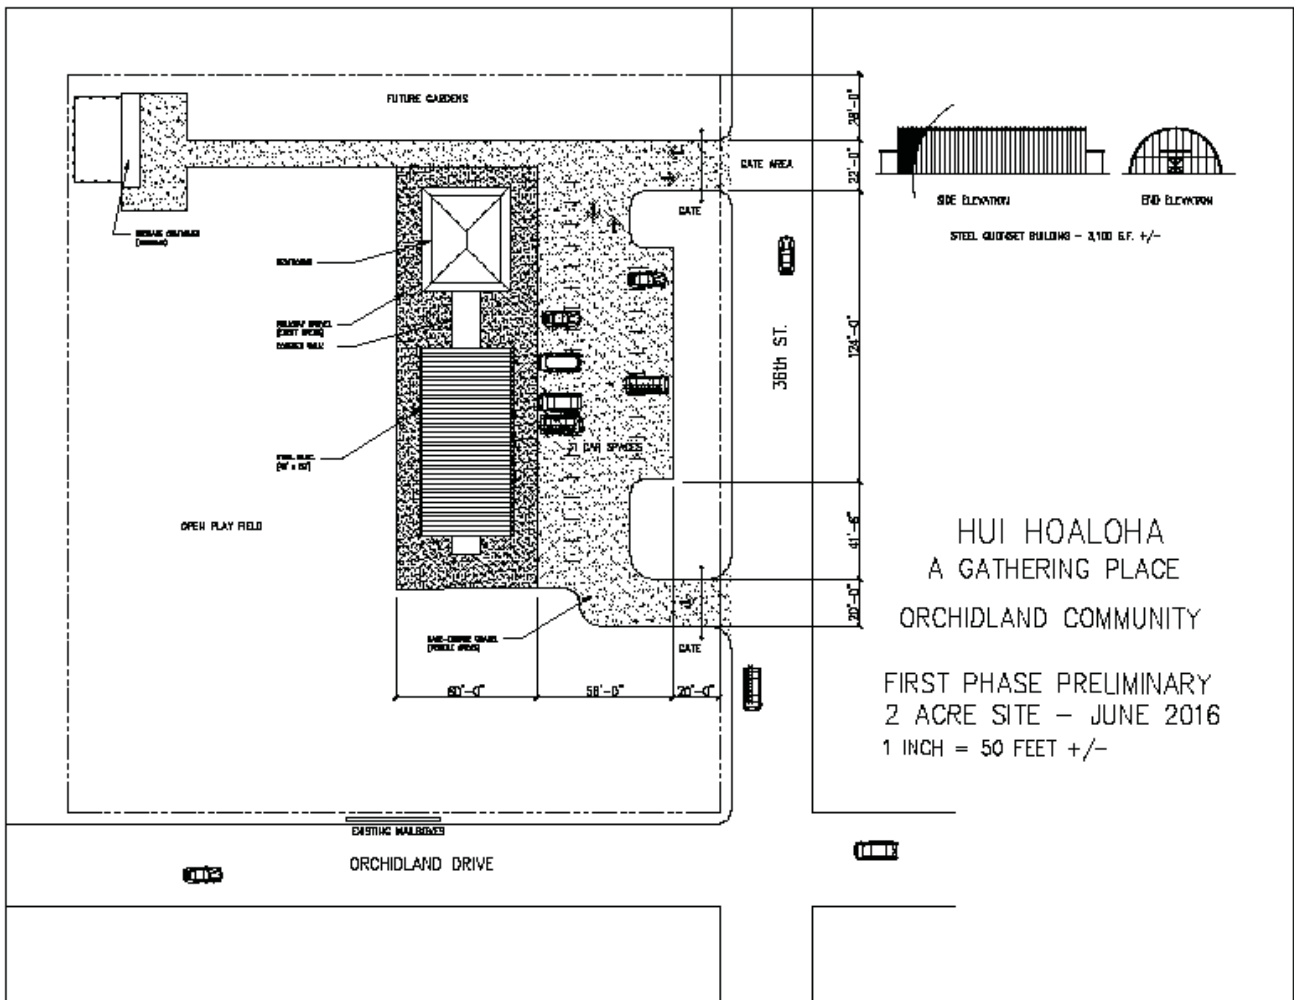 FUTURE GARDENS
28'-0"
22'-0"
GATE AREA
GATE
SIDE ELEVATION
END ELEVATION
STEEL QUONSET BUILDING - 3,100 S.F. +/-
36th ST.
124'-0"
CAR SPACES
OPEN PLAY FIELD
41'-6"
20'-0"
GATE
60'-0"
58'-0"
20'-0"
HUI HOALOHA
A GATHERING PLACE
ORCHIDLAND COMMUNITY
FIRST PHASE PRELIMINARY
2 ACRE SITE - JUNE 2016
1 INCH = 50 FEET +/-
EXISTING MAILBOXES
ORCHIDLAND DRIVE